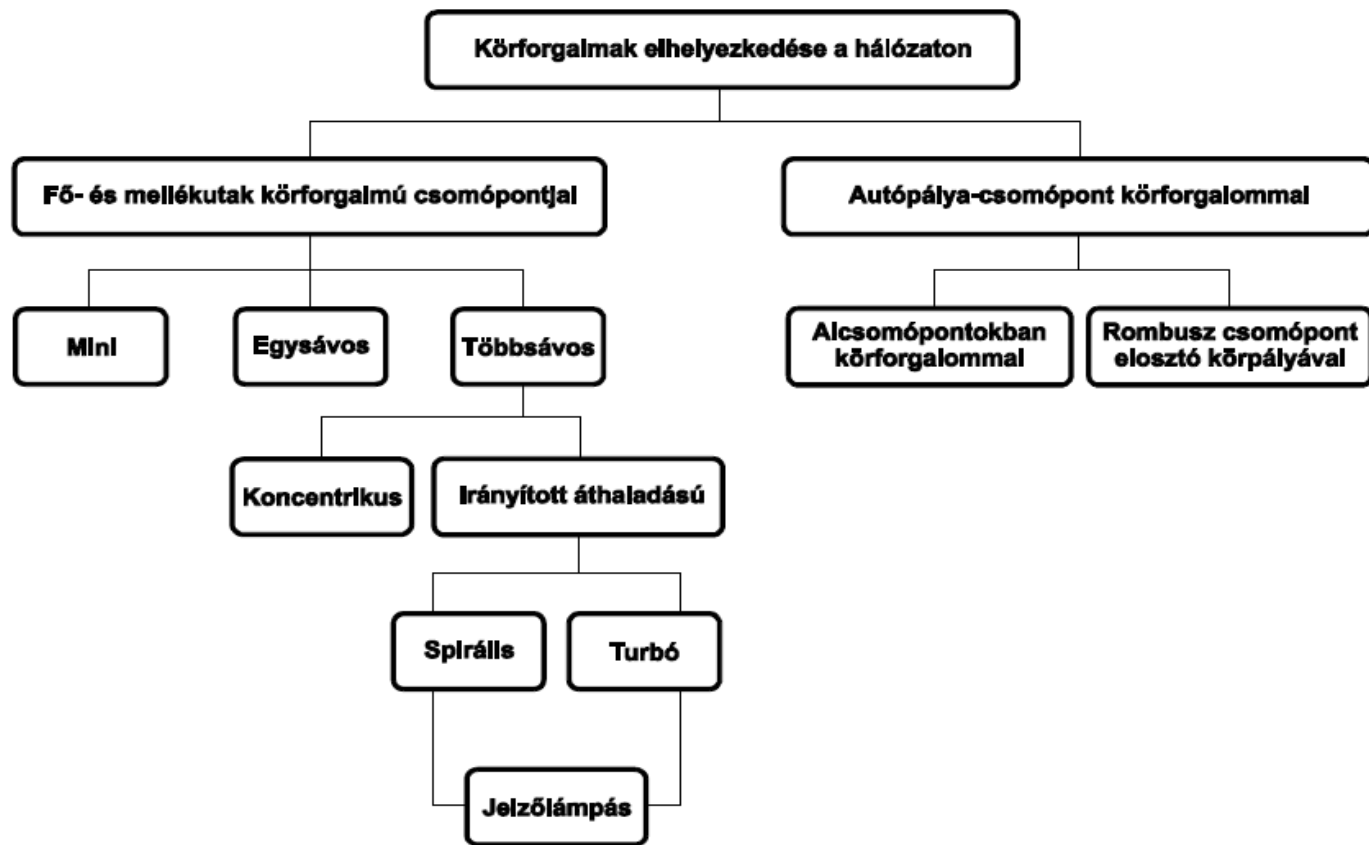 Körforgalmak elhelyezkedése a hálózaton
Fő- és mellékutak körforgalmú csomópontjai
Autópálya-csomópont körforgalommal
Mini
Egysávos
Többsávos
Alcsomópontokban
körforgalommal
Rombusz csomópont
elosztó körpályával
Koncentrikus
Irányított áthaladású
Spirális
Turbó
Jelzőlámpás